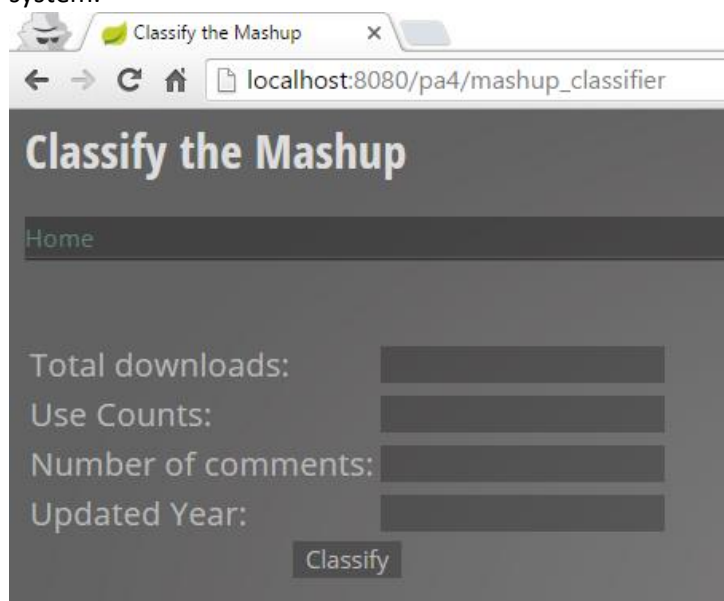 system.
Classify the Mashup
localhost:8080/pa4/mashup_classifier
Classify the Mashup
Home
Total downloads:
Use Counts:
Number of comments:
Updated Year:
Classify